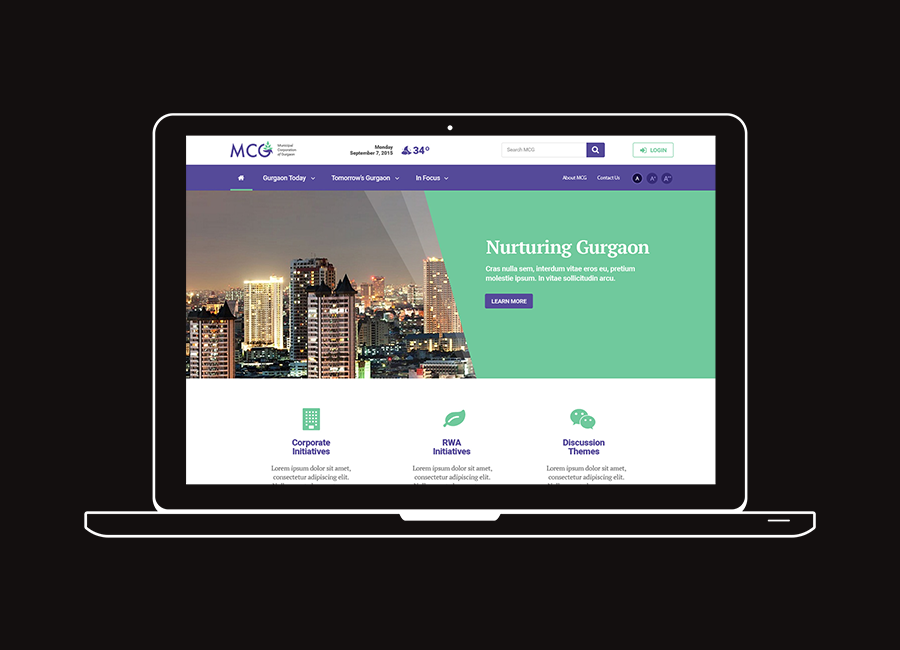 MCG
Municipal
Corporation
of Gurgaon
Monday
September 7, 2015
34°
Search MCG
LOGIN
Gurgaon Today
Tomorrow's Gurgaon
In Focus
About MCG
Contact Us
A
A+
A++
Nurturing Gurgaon
Cras nulla sem, interdum vitae eros eu, pretium
molestie ipsum. In vitae sollicitudin arcu.
LEARN MORE
Corporate
Initiatives
Lorem ipsum dolor sit amet,
consectetur adipiscing elit.
RWA
Initiatives
Lorem ipsum dolor sit amet,
consectetur adipiscing elit.
Discussion
Themes
Lorem ipsum dolor sit amet,
consectetur adipiscing elit.